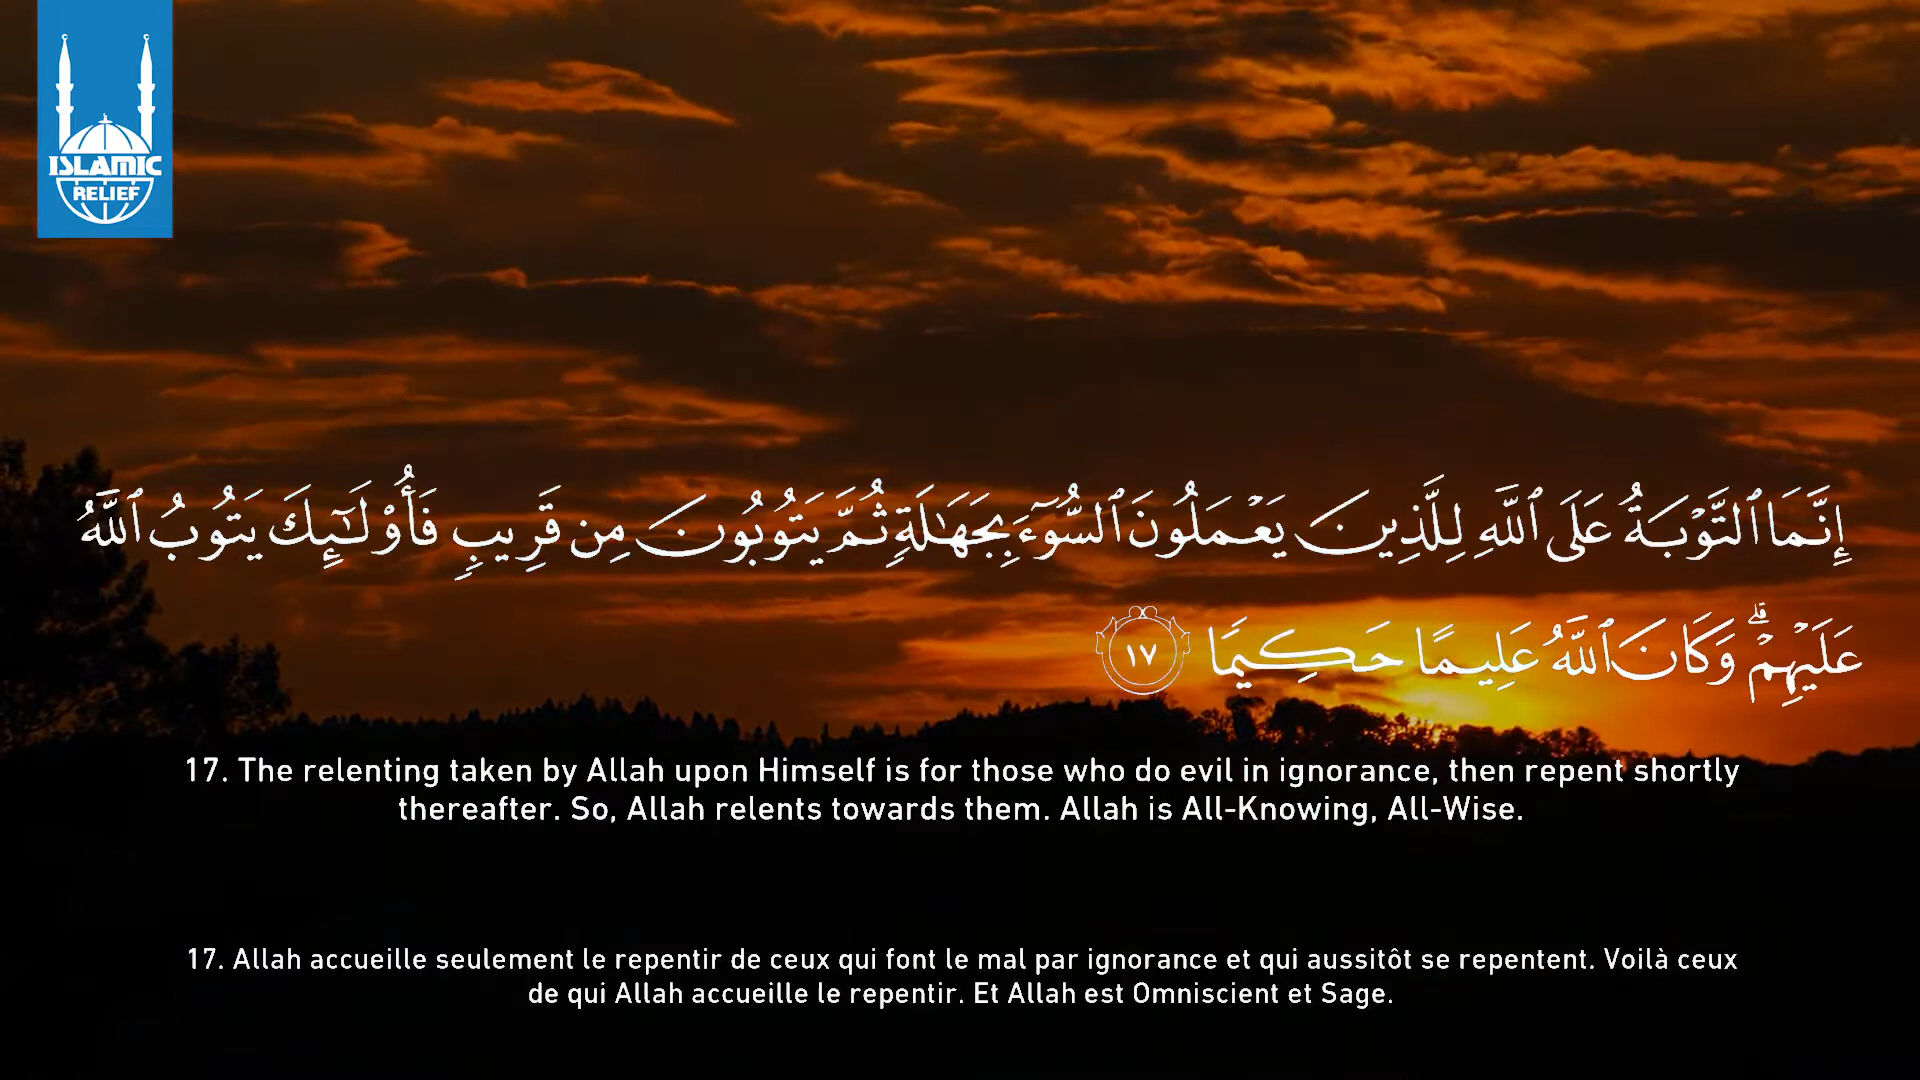 ISLAMIC
RELIEF
إِنَّمَا ٱلتَّوْبَةُ عَلَى ٱللَّهِ لِلَّذِينَ يَعْمَلُونَ ٱلسُّوٓءَ بِجَهَٰلَةٍ ثُمَّ يَتُوبُونَ مِن قَرِيبٍ فَأُو۟لَٰٓئِكَ يَتُوبُ ٱللَّهُ
عَلَيْهِمْ ۗ وَكَانَ ٱللَّهُ عَلِيمًا حَكِيمًا ١٧
17. The relenting taken by Allah upon Himself is for those who do evil in ignorance, then repent shortly
thereafter. So, Allah relents towards them. Allah is All-Knowing, All-Wise.
17. Allah accueille seulement le repentir de ceux qui font le mal par ignorance et qui aussitôt se repentent. Voilà ceux
de qui Allah accueille le repentir. Et Allah est Omniscient et Sage.